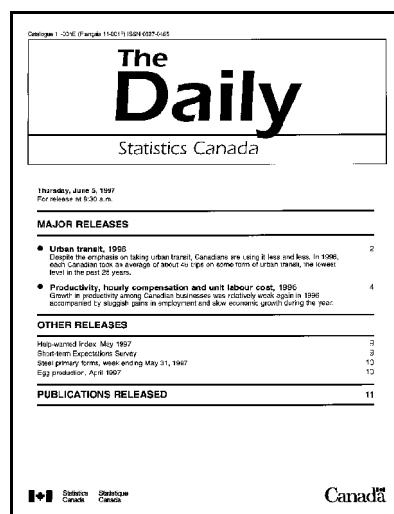 Catalogue 11-001E (Français 11-001F) ISSN 0827-0465
The
Daily
Statistics Canada
Thursday, June 5, 1997
For release at 8:30 a.m.
MAJOR RELEASES
● Urban transit, 1996 2
Despite the emphasis on taking urban transit, Canadians are using it less and less. In 1996,
each Canadian took an average of about 46 trips on some form of urban transit, the lowest
level in the past 25 years.
● Productivity, hourly compensation and unit labour cost, 1996 4
Growth in productivity among Canadian businesses was relatively weak again in 1996
accompanied by sluggish gains in employment and slow economic growth during the year.
OTHER RELEASES
Help-wanted Index, May 1997 9
Short-term Expectations Survey 9
Steel primary forms, week ending May 31, 1997 10
Egg production, April 1997 10
PUBLICATIONS RELEASED 11
Statistics Statistique
Canada Canada
Canada